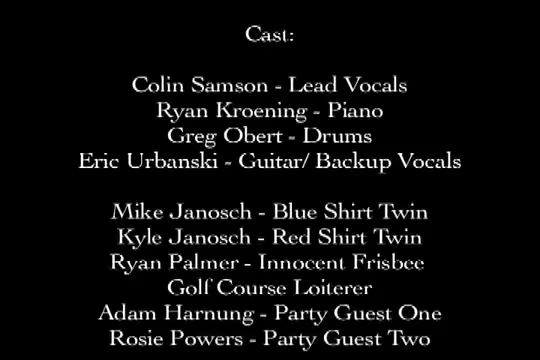 Cast:
Colin Samson - Lead Vocals
Ryan Kroening - Piano
Greg Obert - Drums
Eric Urbanski - Guitar/ Backup Vocals
Mike Janosch - Blue Shirt Twin
Kyle Janosch - Red Shirt Twin
Ryan Palmer - Innocent Frisbee
Golf Course Loiterer
Adam Harnung - Party Guest One
Rosie Powers - Party Guest Two